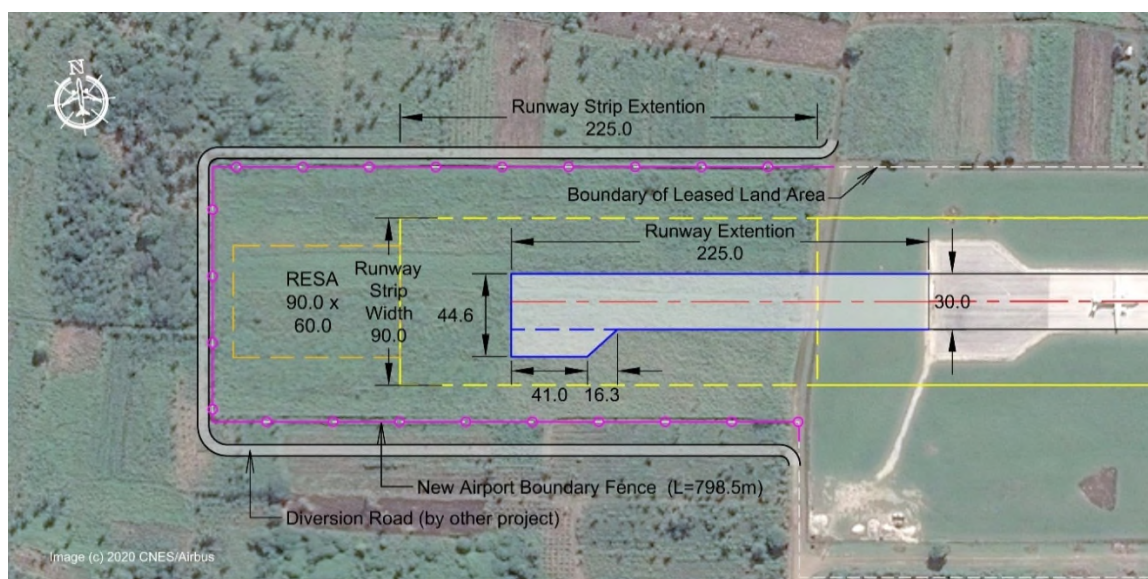 N
Runway Strip Extention
225.0
Boundary of Leased Land Area
Runway Extention
225.0
RESA
90.0 x
60.0
Runway
Strip
Width
90.0
44.6
30.0
41.0
16.3
New Airport Boundary Fence (L=798.5m)
Diversion Road (by other project)
Image (c) 2020 CNES/Airbus